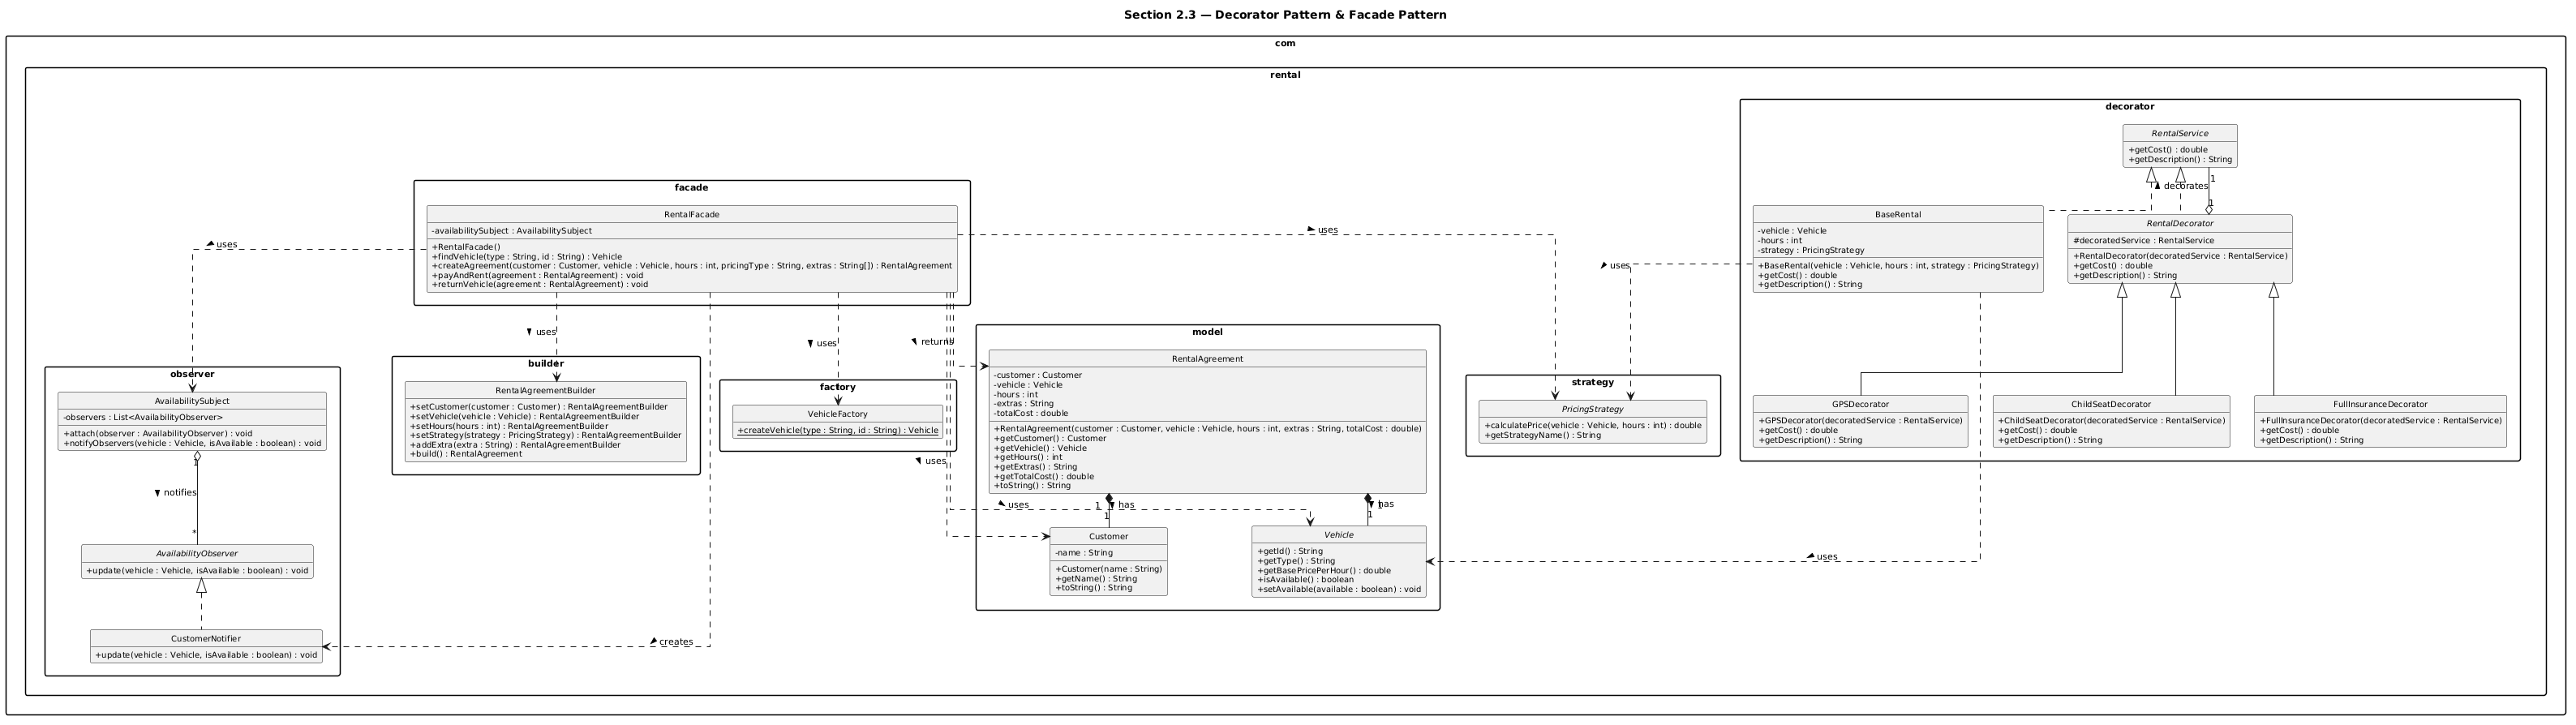 Section 2.3 — Decorator Pattern & Facade Pattern
com
rental
decorator
RentalService
+getCost() : double
+getDescription() : String
decorates
1
1
BaseRental
-vehicle : Vehicle
-hours : int
-strategy : PricingStrategy
+BaseRental(vehicle : Vehicle, hours : int, strategy : PricingStrategy)
+getCost() : double
+getDescription() : String
RentalDecorator
#decoratedService : RentalService
+RentalDecorator(decoratedService : RentalService)
+getCost() : double
+getDescription() : String
GPSDecorator
+GPSDecorator(decoratedService : RentalService)
+getCost() : double
+getDescription() : String
ChildSeatDecorator
+ChildSeatDecorator(decoratedService : RentalService)
+getCost() : double
+getDescription() : String
FullInsuranceDecorator
+FullInsuranceDecorator(decoratedService : RentalService)
+getCost() : double
+getDescription() : String
facade
RentalFacade
-availabilitySubject : AvailabilitySubject
+RentalFacade()
+findVehicle(type : String, id : String) : Vehicle
+createAgreement(customer : Customer, vehicle : Vehicle, hours : int, pricingType : String, extras : String[]) : RentalAgreement
+payAndRent(agreement : RentalAgreement) : void
+returnVehicle(agreement : RentalAgreement) : void
uses
uses
uses
uses
uses
returns
uses
uses
uses
creates
observer
AvailabilitySubject
-observers : List<AvailabilityObserver>
+attach(observer : AvailabilityObserver) : void
+notifyObservers(vehicle : Vehicle, isAvailable : boolean) : void
1
notifies
*
AvailabilityObserver
+update(vehicle : Vehicle, isAvailable : boolean) : void
CustomerNotifier
+update(vehicle : Vehicle, isAvailable : boolean) : void
builder
RentalAgreementBuilder
+setCustomer(customer : Customer) : RentalAgreementBuilder
+setVehicle(vehicle : Vehicle) : RentalAgreementBuilder
+setHours(hours : int) : RentalAgreementBuilder
+setStrategy(strategy : PricingStrategy) : RentalAgreementBuilder
+addExtra(extra : String) : RentalAgreementBuilder
+build() : RentalAgreement
factory
VehicleFactory
+createVehicle(type : String, id : String) : Vehicle
model
RentalAgreement
-customer : Customer
-vehicle : Vehicle
-hours : int
-extras : String
-totalCost : double
+RentalAgreement(customer : Customer, vehicle : Vehicle, hours : int, extras : String, totalCost : double)
+getCustomer() : Customer
+getVehicle() : Vehicle
+getHours() : int
+getExtras() : String
+getTotalCost() : double
+toString() : String
1
has
1
1
has
1
Customer
-name : String
+Customer(name : String)
+getName() : String
+toString() : String
Vehicle
+getId() : String
+getType() : String
+getBasePricePerHour() : double
+isAvailable() : boolean
+setAvailable(available : boolean) : void
strategy
PricingStrategy
+calculatePrice(vehicle : Vehicle, hours : int) : double
+getStrategyName() : String